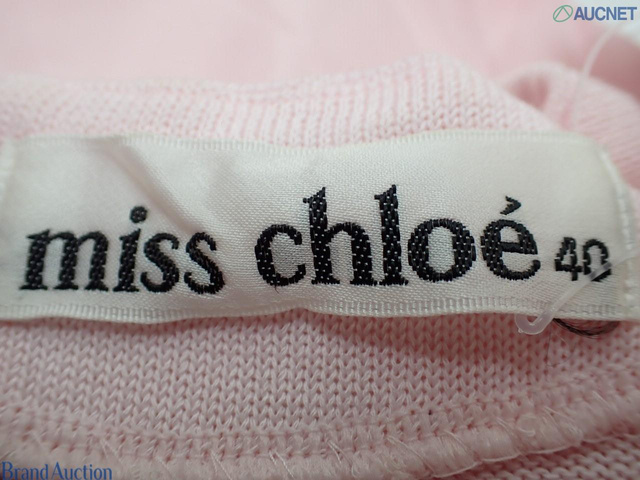 AUCNET
miss chloé 40
Brand Auction